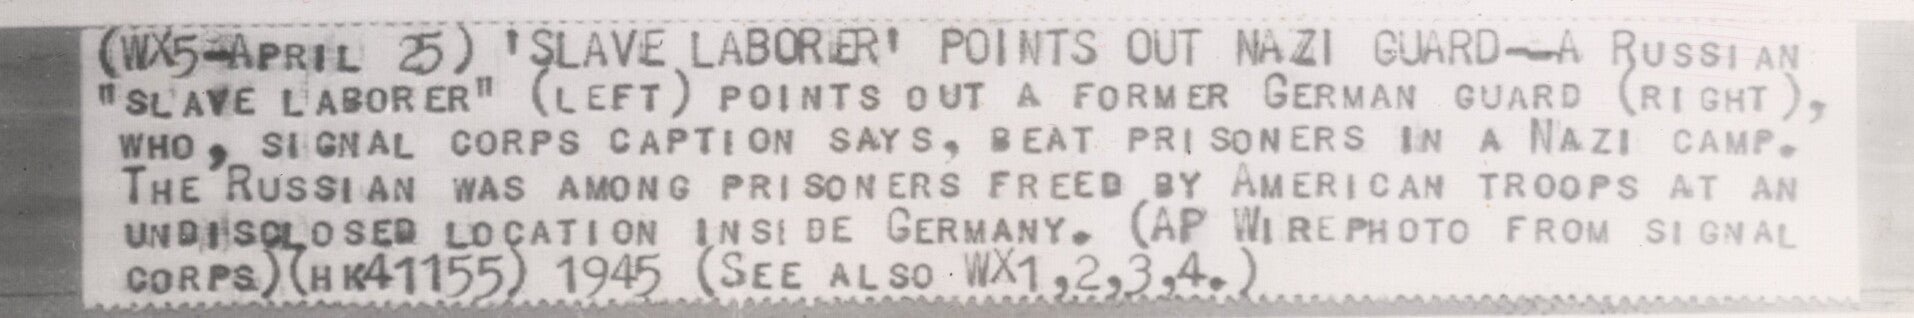 (WX5-APRIL 25) 'SLAVE LABORER' POINTS OUT NAZI GUARD—A RUSSIAN
"SLAVE LABORER" (LEFT) POINTS OUT A FORMER GERMAN GUARD (RIGHT),
WHO, SIGNAL CORPS CAPTION SAYS, BEAT PRISONERS IN A NAZI CAMP.
THE RUSSIAN WAS AMONG PRISONERS FREED BY AMERICAN TROOPS AT AN
UNDISCLOSED LOCATION INSIDE GERMANY. (AP WIREPHOTO FROM SIGNAL
CORPS)(HK41155) 1945 (SEE ALSO WX1,2,3,4.)